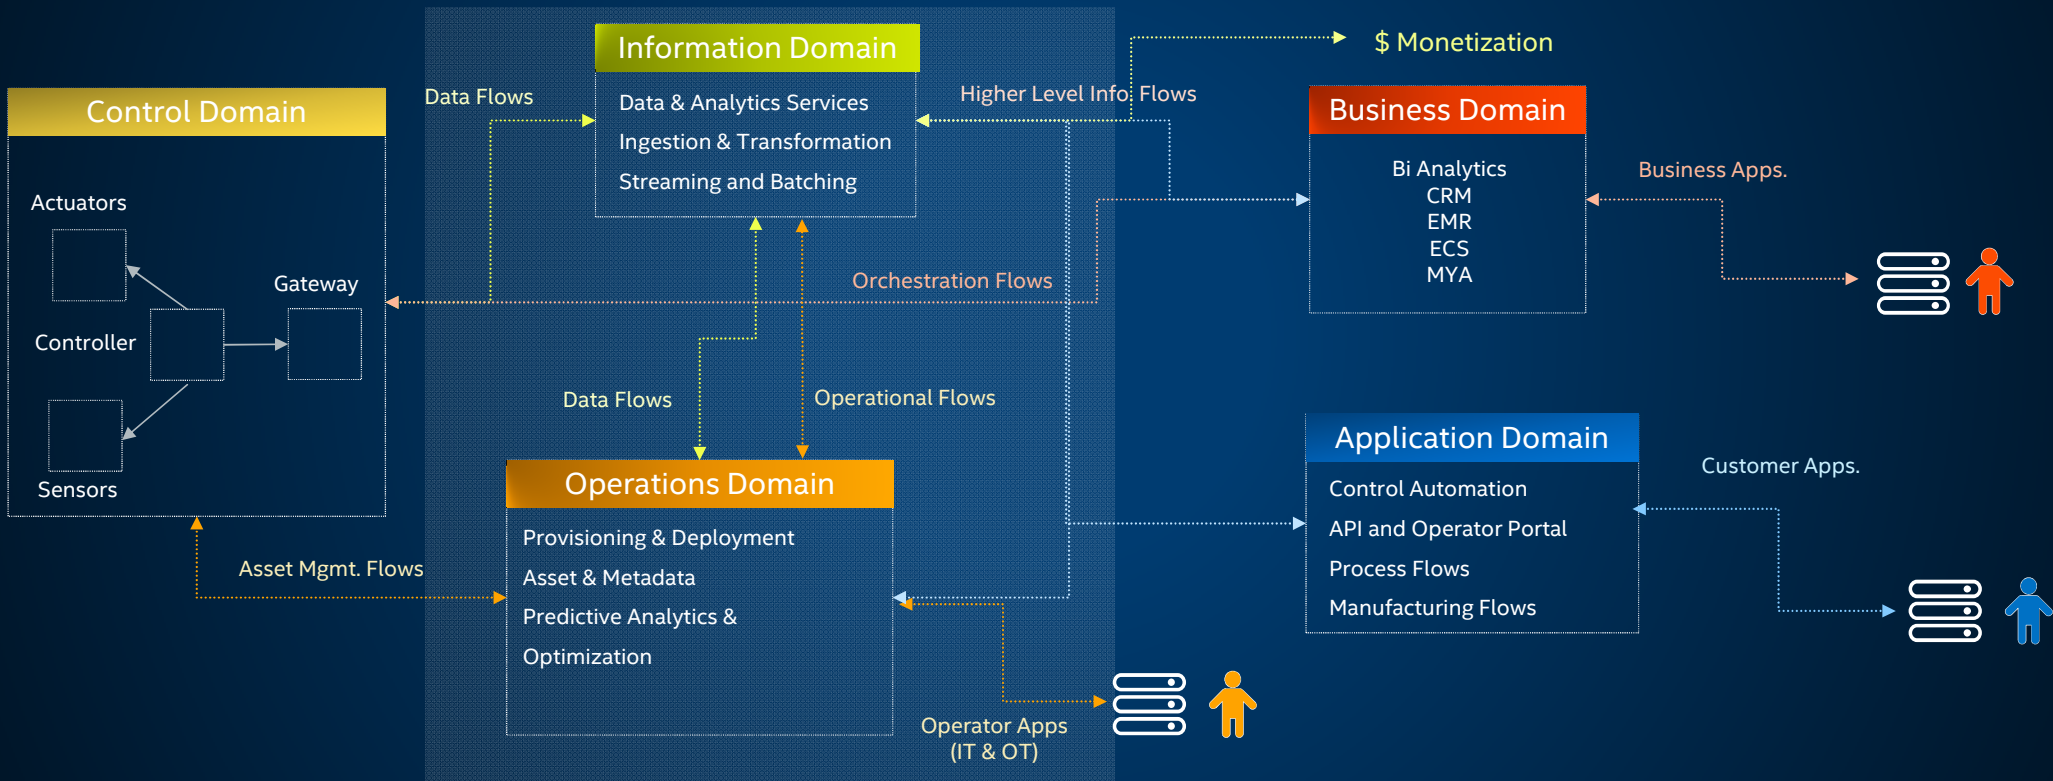 Information Domain
Data & Analytics Services
Ingestion & Transformation
Streaming and Batching
$ Monetization
Data Flows
Higher Level Info Flows
Control Domain
Actuators
Gateway
Controller
Sensors
Business Domain
Bi Analytics
CRM
EMR
ECS
MYA
Business Apps.
Orchestration Flows
Data Flows
Operational Flows
Operations Domain
Provisioning & Deployment
Asset & Metadata
Predictive Analytics &
Optimization
Asset Mgmt. Flows
Operator Apps
(IT & OT)
Application Domain
Control Automation
API and Operator Portal
Process Flows
Manufacturing Flows
Customer Apps.